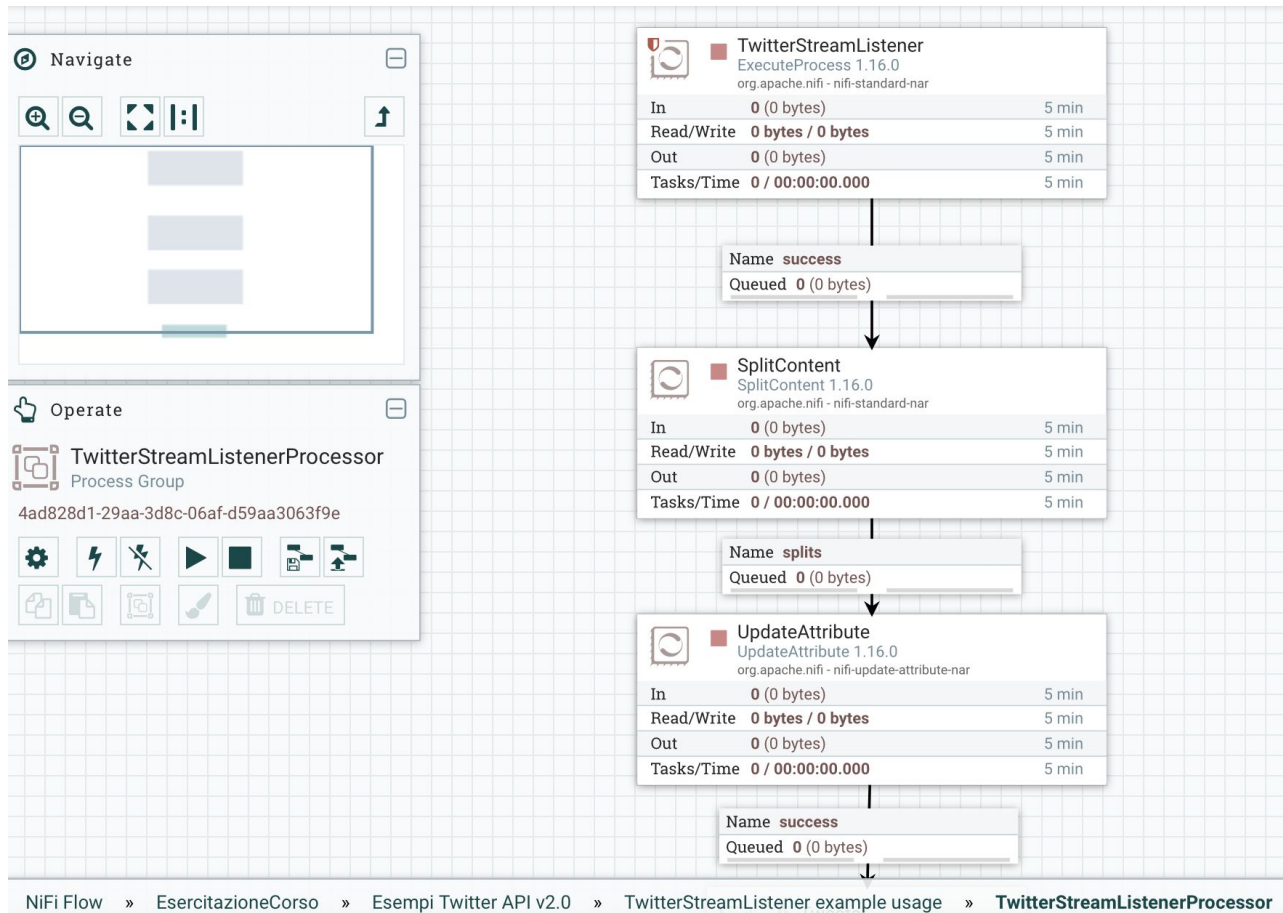 Navigate
Operate
TwitterStreamListenerProcessor
Process Group
4ad828d1-29aa-3d8c-06af-d59aa3063f9e
DELETE
TwitterStreamListener
ExecuteProcess 1.16.0
org.apache.nifi - nifi-standard-nar
In 0 (0 bytes) 5 min
Read/Write 0 bytes / 0 bytes 5 min
Out 0 (0 bytes) 5 min
Tasks/Time 0 / 00:00:00.000 5 min
Name success
Queued 0 (0 bytes)
SplitContent
SplitContent 1.16.0
org.apache.nifi - nifi-standard-nar
In 0 (0 bytes) 5 min
Read/Write 0 bytes / 0 bytes 5 min
Out 0 (0 bytes) 5 min
Tasks/Time 0 / 00:00:00.000 5 min
Name splits
Queued 0 (0 bytes)
UpdateAttribute
UpdateAttribute 1.16.0
org.apache.nifi - nifi-update-attribute-nar
In 0 (0 bytes) 5 min
Read/Write 0 bytes / 0 bytes 5 min
Out 0 (0 bytes) 5 min
Tasks/Time 0 / 00:00:00.000 5 min
Name success
Queued 0 (0 bytes)
NiFi Flow » EsercitazioneCorso » Esempi Twitter API v2.0 » TwitterStreamListener example usage » TwitterStreamListenerProcessor